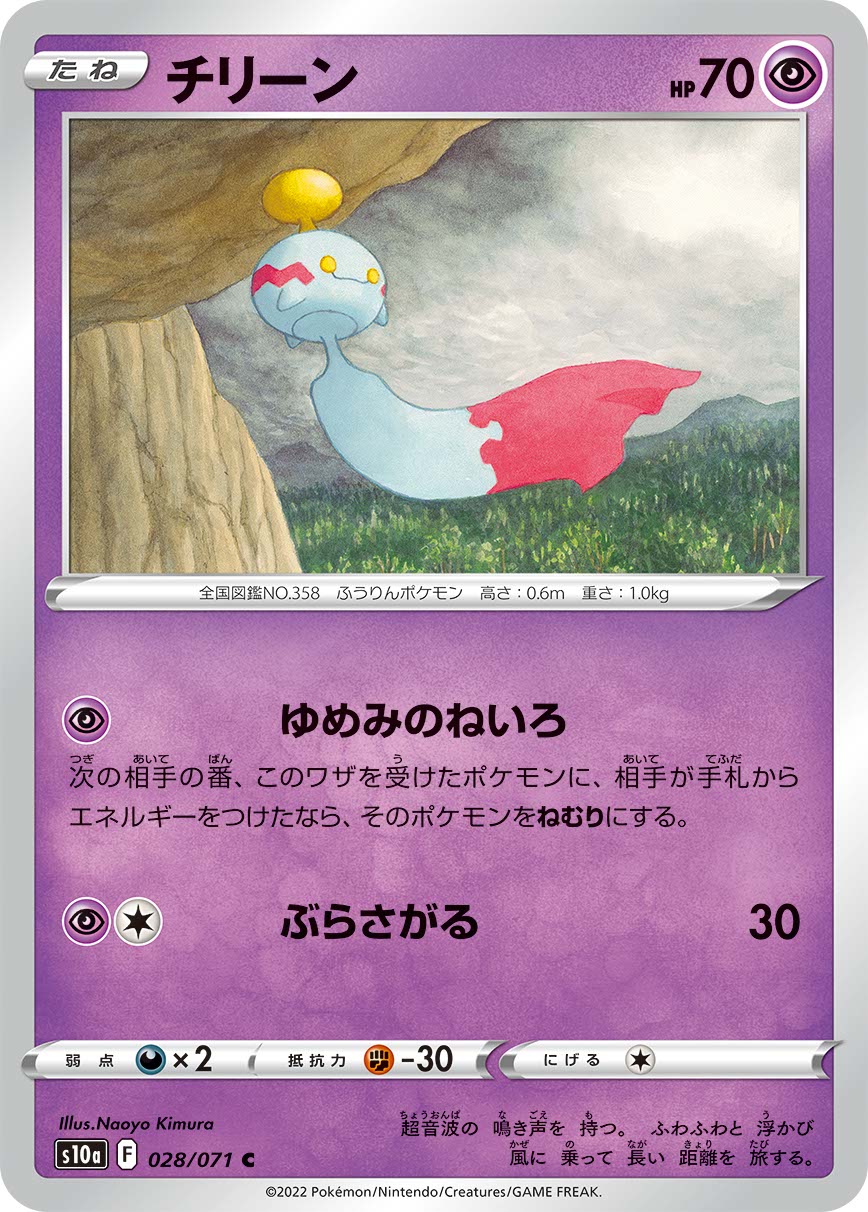 たね チリーン HP70
全国図鑑NO.358 ふうりんポケモン 高さ:0.6m 重さ:1.0kg
ゆめみのねいろ
次の相手の番、このワザを受けたポケモンに、相手が手札から
エネルギーをつけたなら、そのポケモンをねむりにする。
ぶらさがる 30
弱点 ×2 抵抗力 -30 にげる
Illus.Naoyo Kimura
超音波の 鳴き声を 持つ。 ふわふわと 浮かび
風に 乗って 長い 距離を 旅する。
s10a F 028/071 C
©2022 Pokémon/Nintendo/Creatures/GAME FREAK.